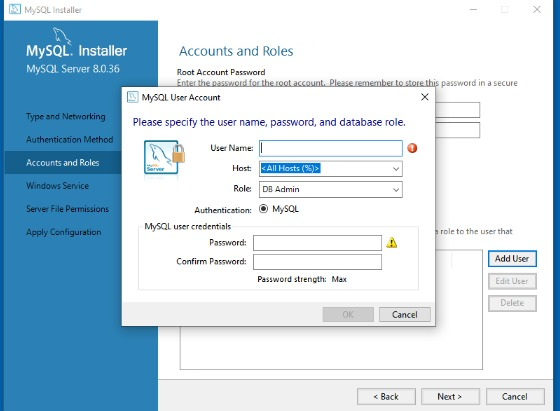 MySQL Installer
MySQL. Installer
MySQL Server 8.0.36
Type and Networking
Authentication Method
Accounts and Roles
Windows Service
Server File Permissions
Apply Configuration
Accounts and Roles
Root Account Password
Enter the password for the root account. Please remember to store this password in a secure
MySQL User Account
Please specify the user name, password, and database role.
MySQL
Server
User Name:
Host: <All Hosts (%)>
Role: DB Admin
Authentication: MySQL
MySQL user credentials
Password:
Confirm Password:
Password strength: Max
OK Cancel
a role to the user that
Add User
Edit User
Delete
< Back Next > Cancel